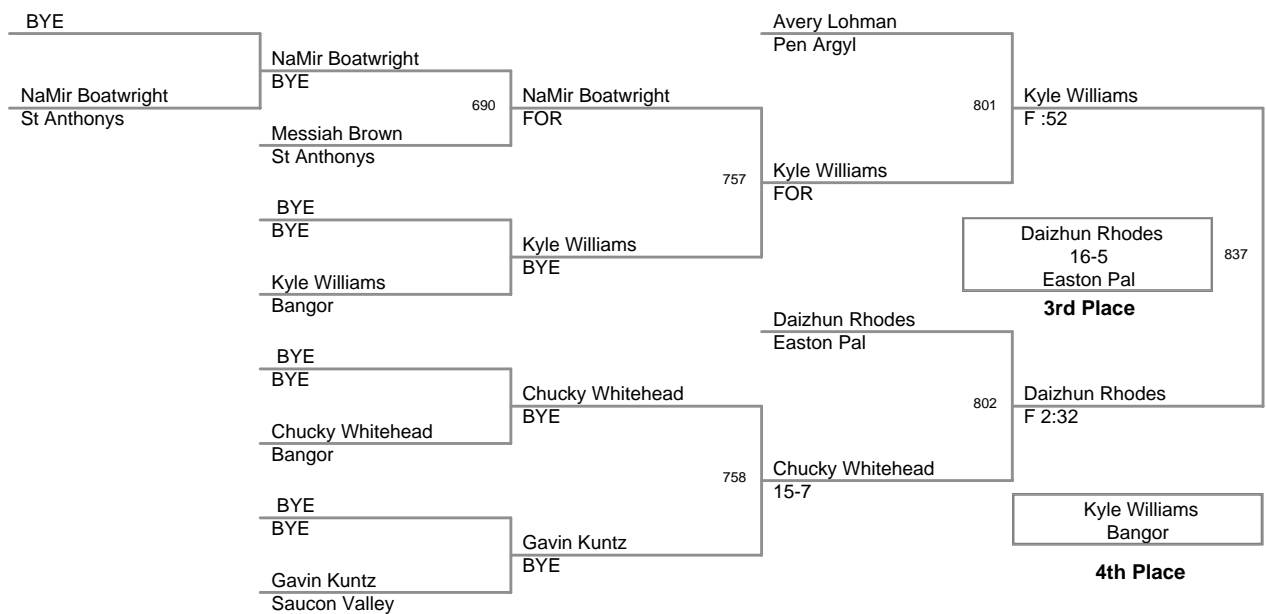 BYE
NaMir Boatwright
St Anthonys
NaMir Boatwright
BYE
Messiah Brown
St Anthonys
BYE
BYE
Kyle Williams
Bangor
BYE
BYE
Chucky Whitehead
Bangor
BYE
BYE
Gavin Kuntz
Saucon Valley
690
NaMir Boatwright
FOR
Kyle Williams
BYE
Chucky Whitehead
BYE
Gavin Kuntz
BYE
757
758
Avery Lohman
Pen Argyl
Kyle Williams
FOR
Daizhun Rhodes
Easton Pal
Chucky Whitehead
15-7
801
802
Kyle Williams
F :52
Daizhun Rhodes
F 2:32
Daizhun Rhodes
16-5
Easton Pal
837
3rd Place
Kyle Williams
Bangor
4th Place